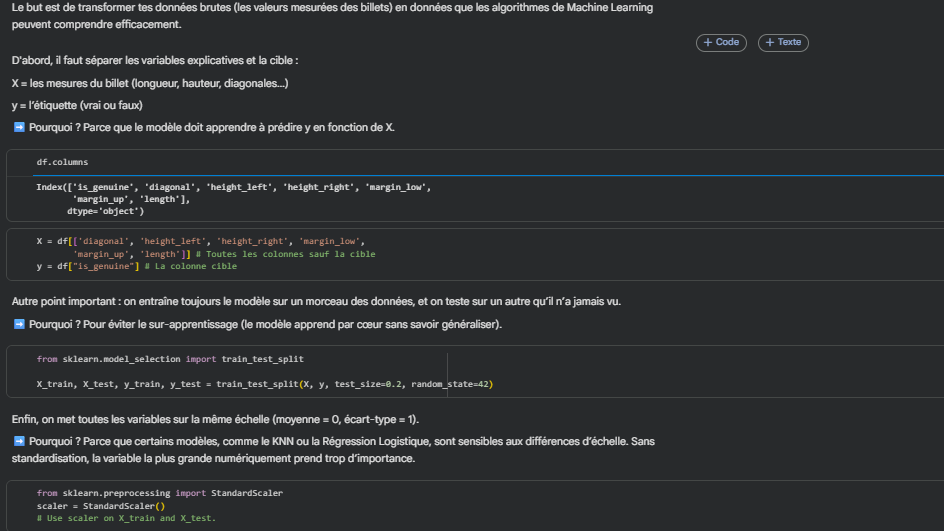 Le but est de transformer tes données brutes (les valeurs mesurées des billets) en données que les algorithmes de Machine Learning
peuvent comprendre efficacement.
+ Code + Texte
D'abord, il faut séparer les variables explicatives et la cible :
X = les mesures du billet (longueur, hauteur, diagonales...)
y = l'étiquette (vrai ou faux)
➡ Pourquoi ? Parce que le modèle doit apprendre à prédire y en fonction de X.
df.columns
Index(['is_genuine', 'diagonal', 'height_left', 'height_right', 'margin_low',
'margin_up', 'length'],
dtype='object')
X = df[['diagonal', 'height_left', 'height_right', 'margin_low',
'margin_up', 'length']] # Toutes les colonnes sauf la cible
y = df["is_genuine"] # La colonne cible
Autre point important : on entraîne toujours le modèle sur un morceau des données, et on teste sur un autre qu'il n'a jamais vu.
➡ Pourquoi ? Pour éviter le sur-apprentissage (le modèle apprend par cœur sans savoir généraliser).
from sklearn.model_selection import train_test_split
X_train, X_test, y_train, y_test = train_test_split(X, y, test_size=0.2, random_state=42)
Enfin, on met toutes les variables sur la même échelle (moyenne = 0, écart-type = 1).
➡ Pourquoi ? Parce que certains modèles, comme le KNN ou la Régression Logistique, sont sensibles aux différences d'échelle. Sans
standardisation, la variable la plus grande numériquement prend trop d'importance.
from sklearn.preprocessing import StandardScaler
scaler = StandardScaler()
# Use scaler on X_train and X_test.